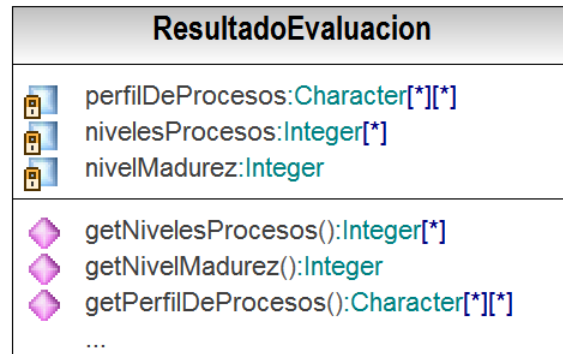 ResultadoEvaluacion
perfilDeProcesos:Character[*][*]
nivelesProcesos:Integer[*]
nivelMadurez:Integer
getNivelesProcesos():Integer[*]
getNivelMadurez():Integer
getPerfilDeProcesos():Character[*][*]
...